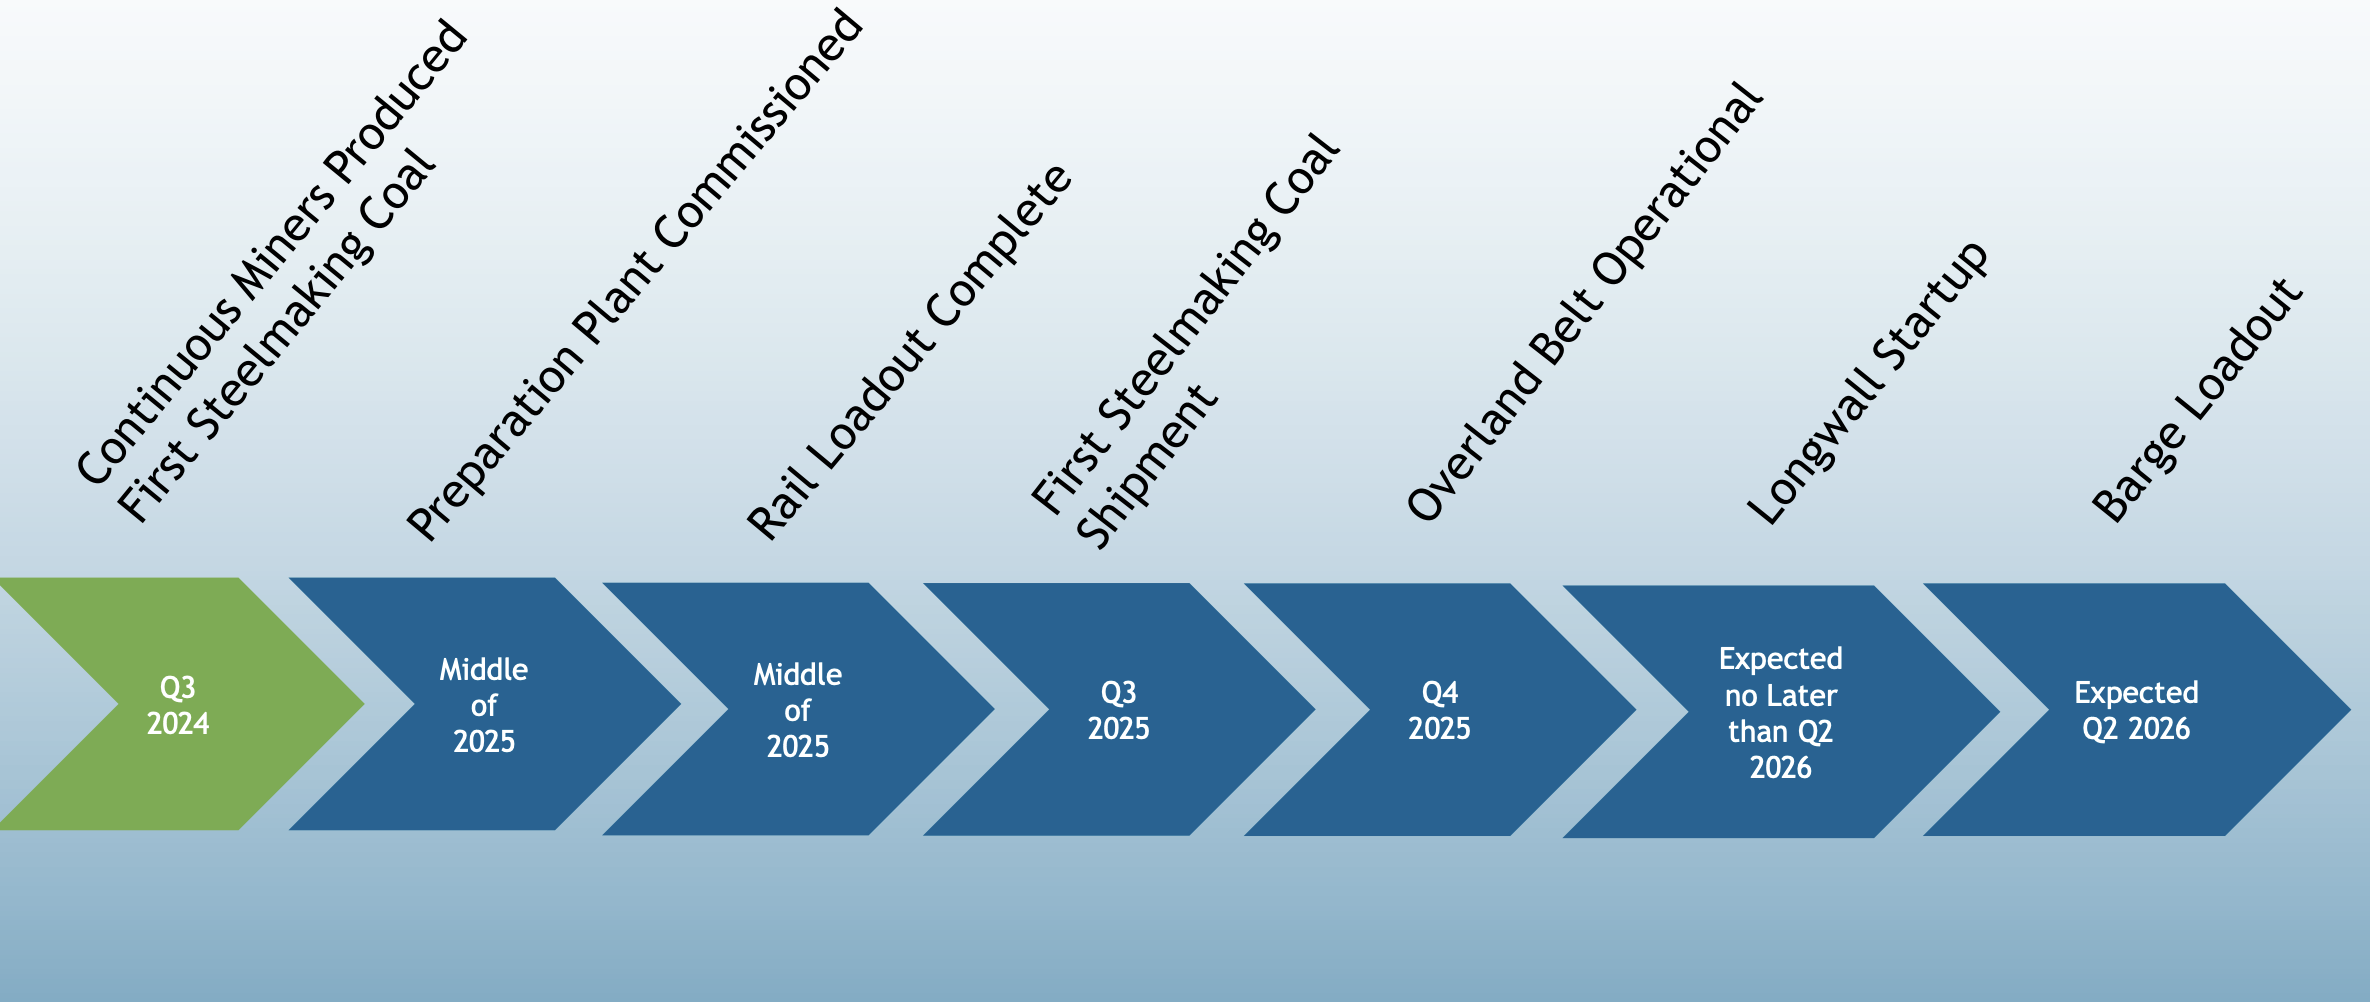 Continuous Miners Produced
First Steelmaking Coal
Preparation Plant Commissioned
Rail Loadout Complete
First Steelmaking Coal
Shipment
Overland Belt Operational
Longwall Startup
Barge Loadout
Q3
2024
Middle
of
2025
Middle
of
2025
Q3
2025
Q4
2025
Expected
no Later
than Q2
2026
Expected
Q2 2026